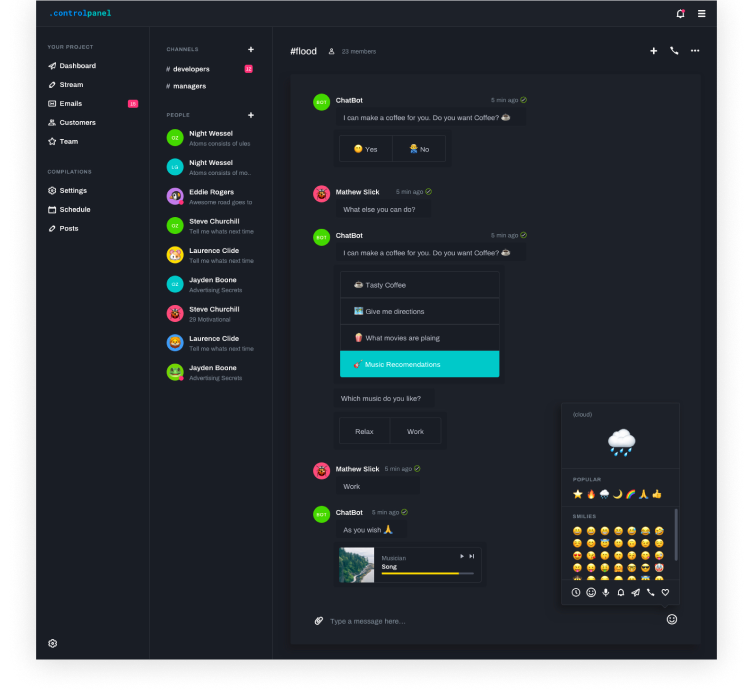 .controlpanel
YOUR PROJECT
Dashboard
Stream
Emails
Customers
Team
COMPILATIONS
Settings
Schedule
Posts
CHANNELS
# developers
# managers
PEOPLE
OZ
Night Wessel
Atoms consists of ules
Night Wessel
Atoms consists of mo..
Eddie Rogers
Awesome road goes to
OZ
Steve Churchill
Tell me whats next time
Laurence Clide
Tell me whats next time
OZ
Jayden Boone
Advertising Secrets
Steve Churchill
29 Motivational
Laurence Clide
Tell me whats next time
Jayden Boone
Advertising Secrets
#flood
23 members
BOT
ChatBot
5 min ago
I can make a coffee for you. Do you want Coffee?
Yes
No
Mathew Slick
5 min ago
What else you can do?
BOT
ChatBot
5 min ago
I can make a coffee for you. Do you want Coffee?
Tasty Coffee
Give me directions
What movies are plaing
Music Recomendations
Which music do you like?
Relax
Work
Mathew Slick
5 min ago
Work
BOT
ChatBot
5 min ago
As you wish
Musician
Song
Type a message here...
(cloud)
POPULAR
SMILIES